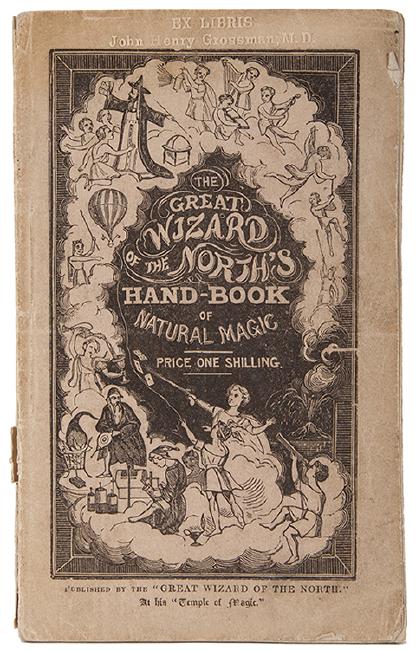 EX LIBRIS
John Henry Grossman, M.D.
THE
GREAT
WIZARD
OF THE NORTH'S
HAND-BOOK
OF
NATURAL MAGIC
PRICE ONE SHILLING.
PUBLISHED BY THE "GREAT WIZARD OF THE NORTH."
At his "Temple of Magic."